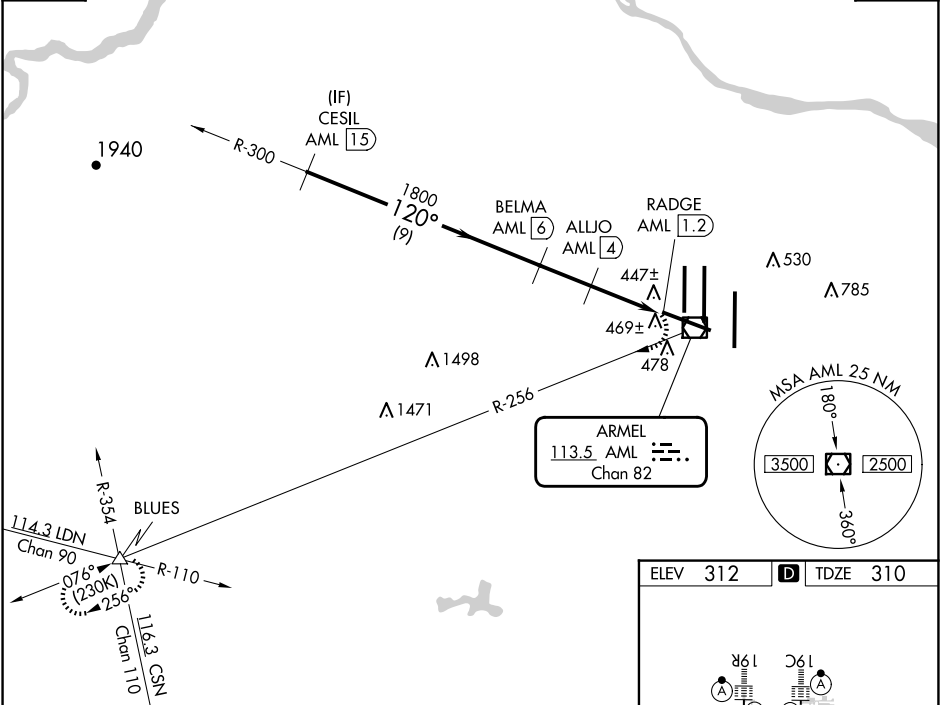 (IF)
CESIL
AML 15
R-300
1940
1800
120°
(9)
BELMA
AML 6
ALLJO
AML 4
RADGE
AML 1.2
447±
530
785
469±
478
1498
1471
R-256
MSA AML 25 NM
180°
3500
2500
360°
ARMEL
113.5 AML
Chan 82
R-354
BLUES
114.3 LDN
Chan 90
R-110
076°
(230K)
256°
116.3 CSN
Chan 110
ELEV 312 D TDZE 310
19R
19C
A
A